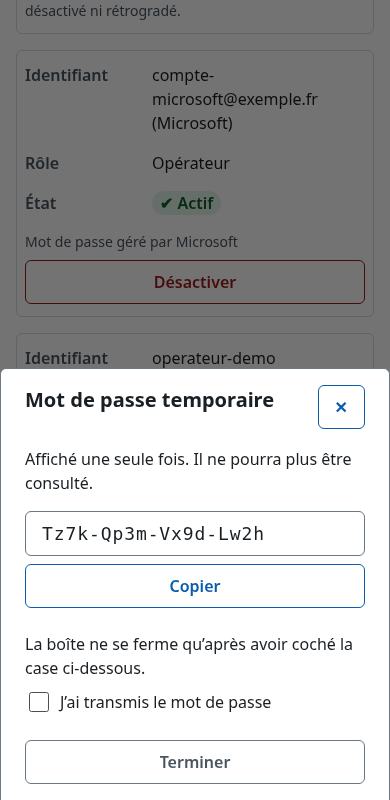 désactivé ni rétrogradé.
Identifiant compte-
microsoft@exemple.fr
(Microsoft)
Rôle Opérateur
État ✔ Actif
Mot de passe géré par Microsoft
Désactiver
Identifiant operateur-demo
Mot de passe temporaire ×
Affiché une seule fois. Il ne pourra plus être
consulté.
Tz7k-Qp3m-Vx9d-Lw2h
Copier
La boîte ne se ferme qu’après avoir coché la
case ci-dessous.
J’ai transmis le mot de passe
Terminer